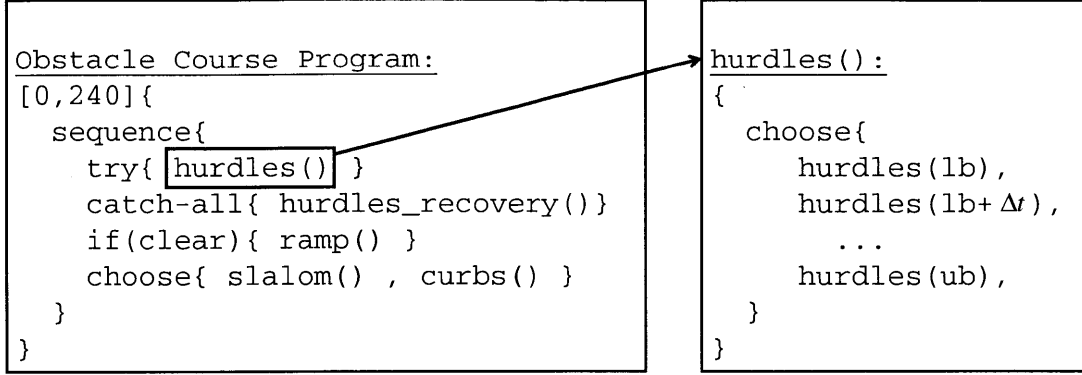 Obstacle Course Program:
[0,240]{
  sequence{
    try{ hurdles() }
    catch-all{ hurdles_recovery()}
    if(clear){ ramp() }
    choose{ slalom() , curbs() }
  }
}
hurdles():
{
  choose{
    hurdles(lb),
    hurdles(lb+ Δt),
      ...
    hurdles(ub),
  }
}